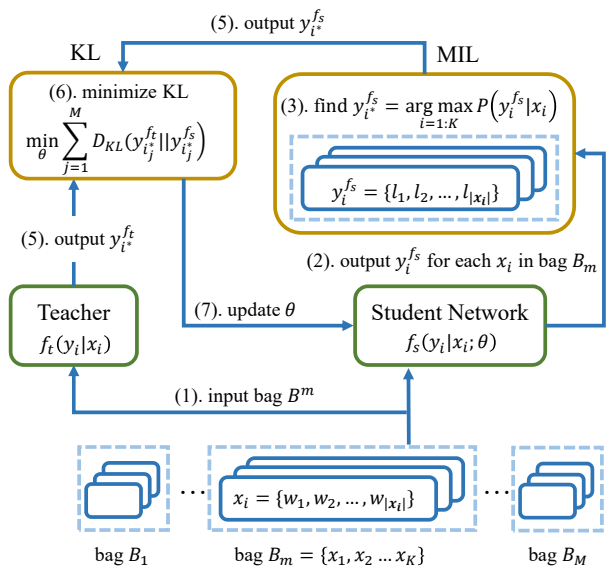 (5). output $y_{i^*}^{f_s}$
KL
MIL
(6). minimize KL
$\min_{\theta} \sum_{j=1}^{M} D_{KL}(y_{i_j^*}^{f_t} || y_{i_j^*}^{f_s})$
(3). find $y_{i^*}^{f_s} = \arg\max_{i=1:K} P(y_i^{f_s} | x_i)$
$y_i^{f_s} = \{l_1, l_2, \ldots, l_{|x_i|}\}$
(5). output $y_{i^*}^{f_t}$
(2). output $y_i^{f_s}$ for each $x_i$ in bag $B_m$
Teacher
$f_t(y_i|x_i)$
(7). update $\theta$
Student Network
$f_s(y_i|x_i; \theta)$
(1). input bag $B^m$
... $x_i = \{w_1, w_2, \ldots, w_{|x_i|}\}$ ...
bag $B_1$
bag $B_m = \{x_1, x_2 \ldots x_K\}$
bag $B_M$